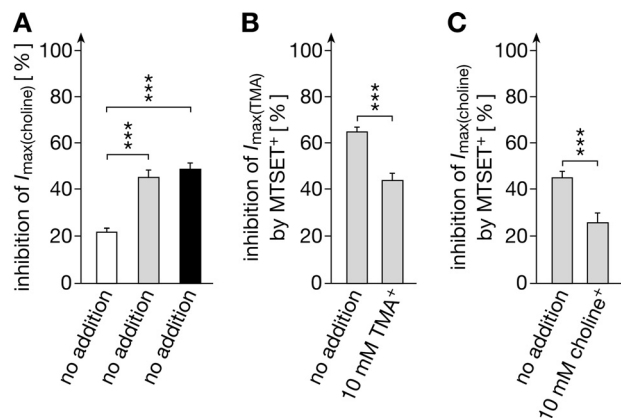 A
inhibition of Imax(choline) [%]
100
80
60
40
20
0
***
***
no addition
no addition
no addition
B
inhibition of Imax(TMA)
by MTSET+ [%]
100
80
60
40
20
0
***
no addition
10 mM TMA+
C
inhibition of Imax(choline)
by MTSET+ [%]
100
80
60
40
20
0
***
no addition
10 mM choline+